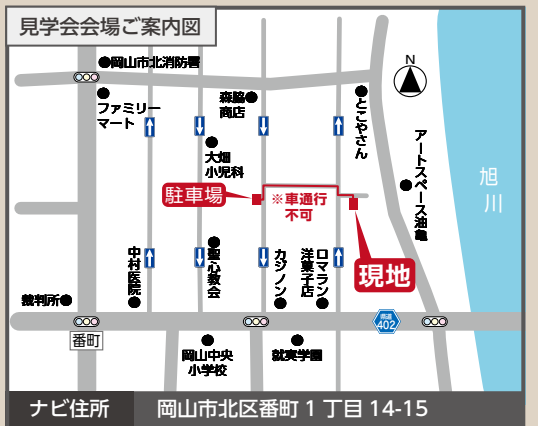 見学会会場ご案内図
岡山市北消防署
N
ファミリー
マート
森脇
商店
とこやさん
大畑
小児科
アートスペース油亀
旭川
駐車場
※車通行
不可
現地
中村医院
聖心教会
カジノン
洋菓子店
ロマラン
裁判所
番町
県道
402
岡山中央
小学校
就実学園
ナビ住所
岡山市北区番町1丁目14-15